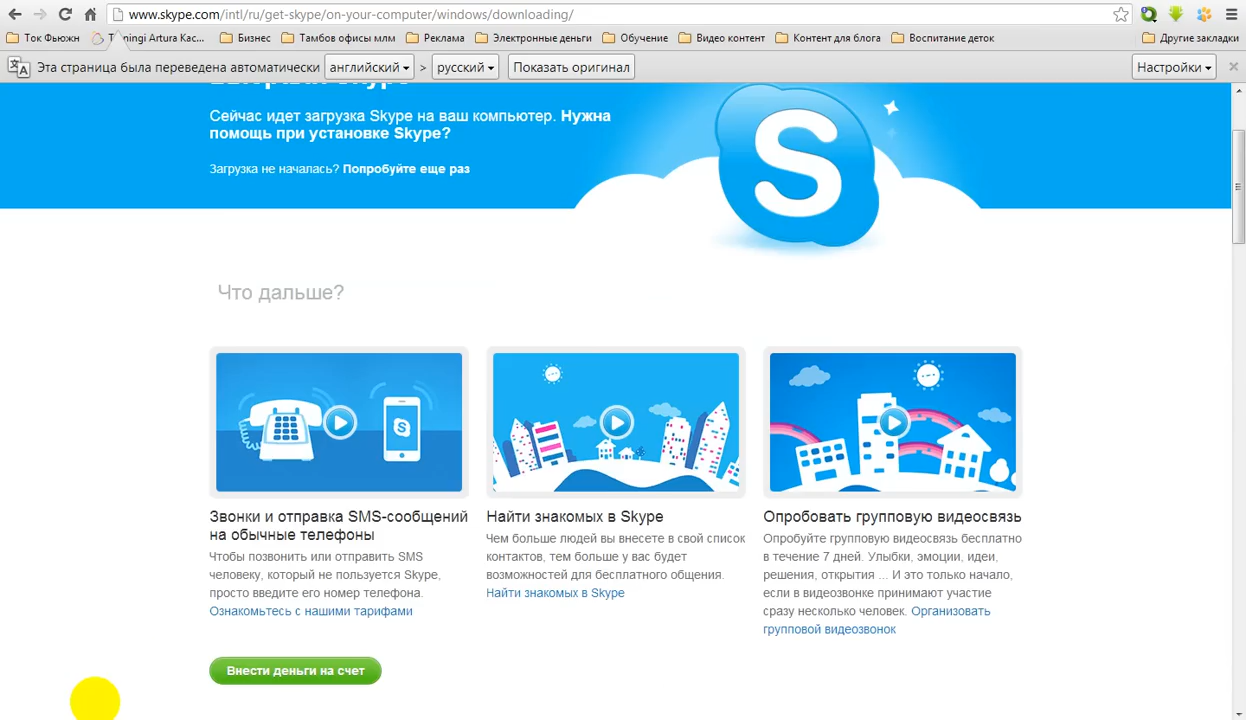 www.skype.com/intl/ru/get-skype/on-your-computer/windows/downloading/
Ток Фьюжн
Artura Kac...
Бизнес
Тамбов офисы млм
Реклама
Электронные деньги
Обучение
Видео контент
Контент для блога
Воспитание деток
Другие закладки
Эта страница была переведена автоматически
английский
>
русский
Показать оригинал
Настройки
Сейчас идет загрузка Skype на ваш компьютер. Нужна
помощь при установке Skype?
Загрузка не началась? Попробуйте еще раз
S
Что дальше?
Звонки и отправка SMS-сообщений
на обычные телефоны
Чтобы позвонить или отправить SMS
человеку, который не пользуется Skype,
просто введите его номер телефона.
Ознакомьтесь с нашими тарифами
Внести деньги на счет
Найти знакомых в Skype
Чем больше людей вы внесете в свой список
контактов, тем больше у вас будет
возможностей для бесплатного общения.
Найти знакомых в Skype
Опробовать групповую видеосвязь
Опробуйте групповую видеосвязь бесплатно
в течение 7 дней. Улыбки, эмоции, идеи,
решения, открытия ... И это только начало,
если в видеозвонке принимают участие
сразу несколько человек. Организовать
групповой видеозвонок